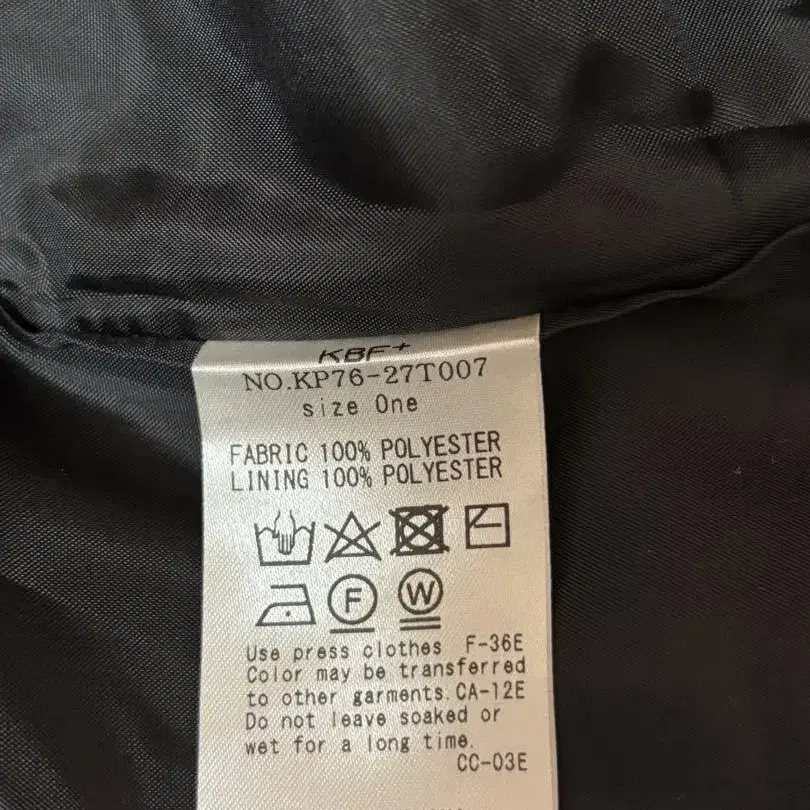 KBF+
NO.KP76-27T007
size One
FABRIC 100% POLYESTER
LINING 100% POLYESTER
F W
Use press clothes F-36E
Color may be transferred
to other garments. CA-12E
Do not leave soaked or
wet for a long time.
CC-03E